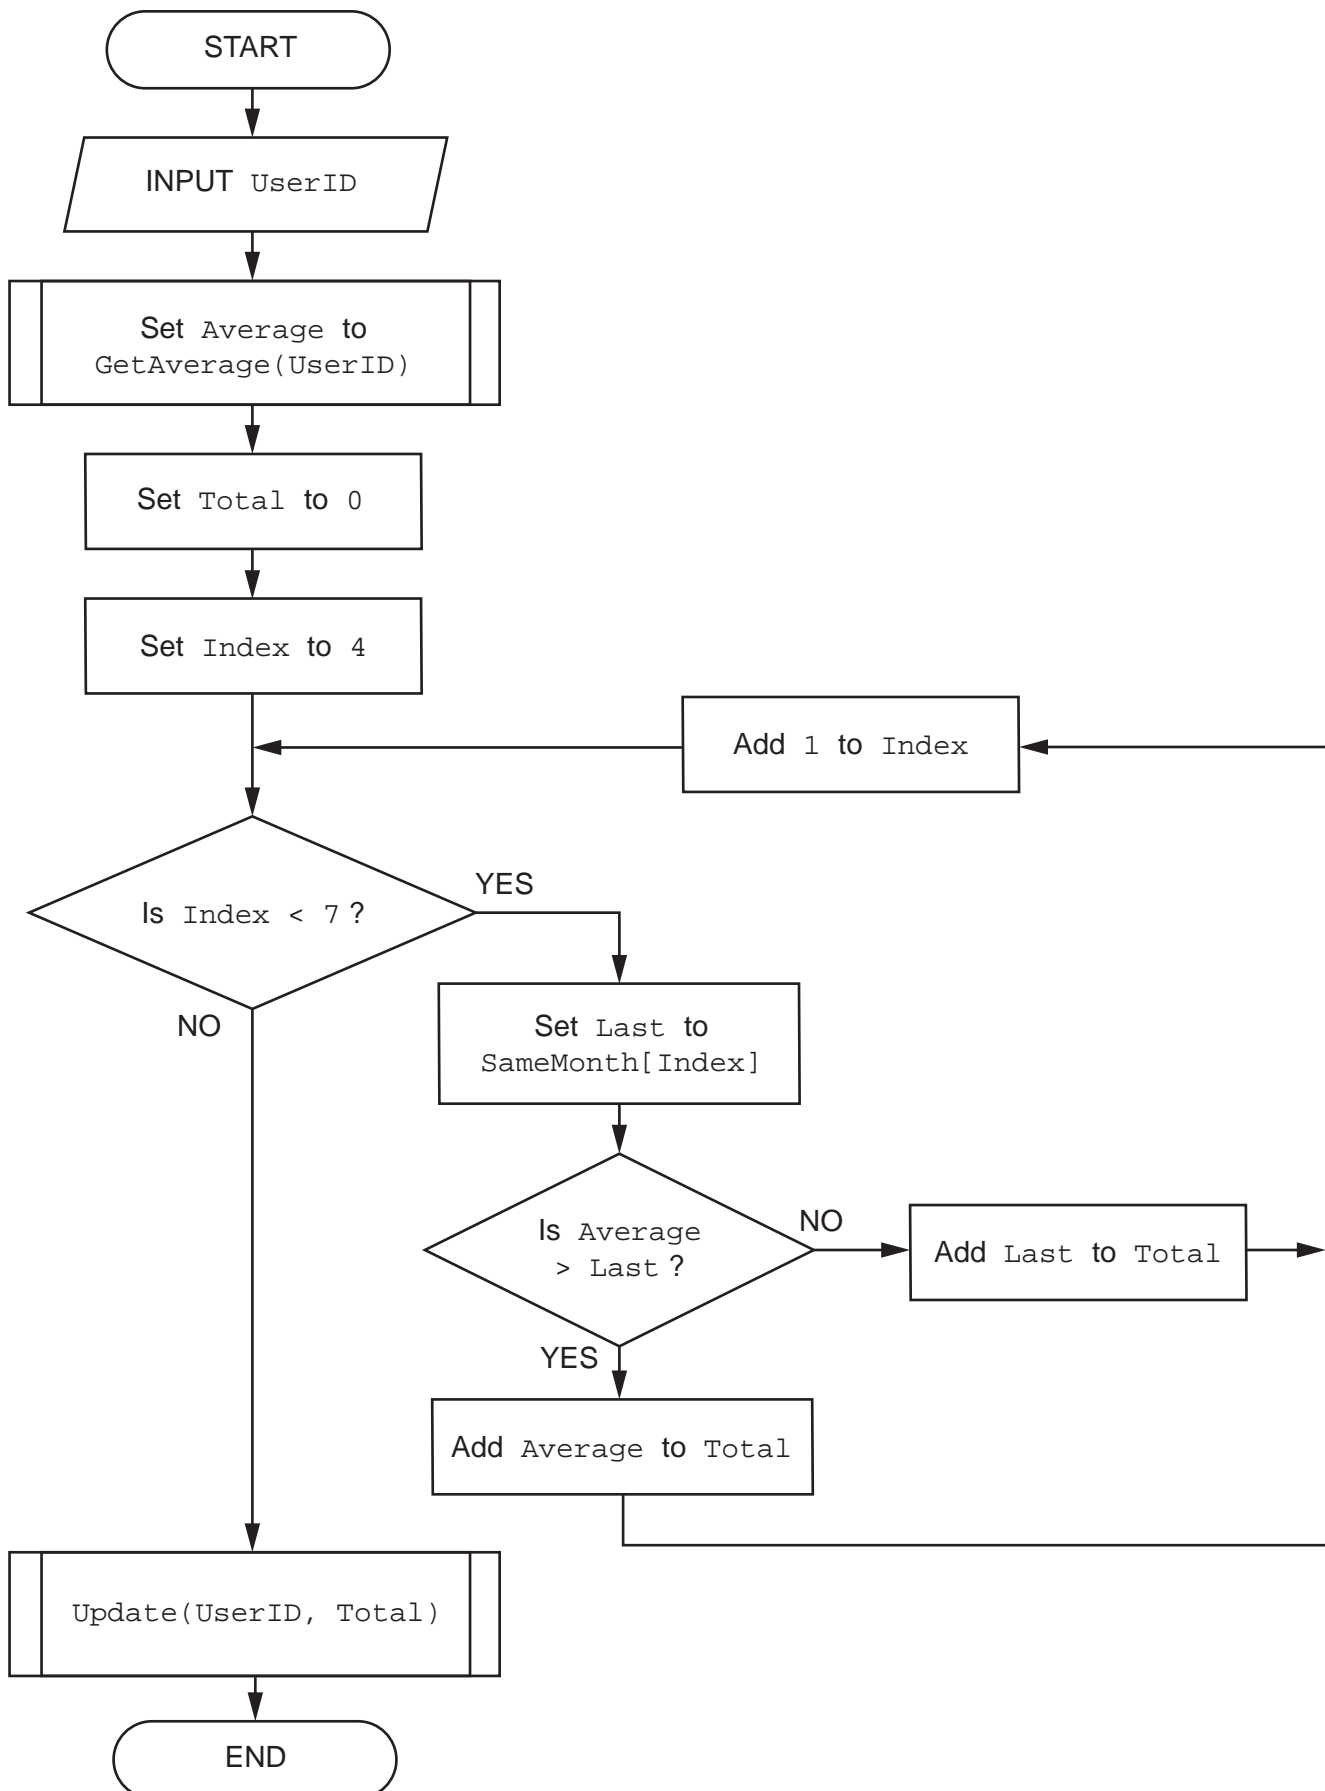 START
INPUT UserID
Set Average to
GetAverage(UserID)
Set Total to 0
Set Index to 4
Add 1 to Index
Is Index < 7 ?
YES
NO
Set Last to
SameMonth[Index]
Is Average
> Last ?
NO
Add Last to Total
YES
Add Average to Total
Update(UserID, Total)
END